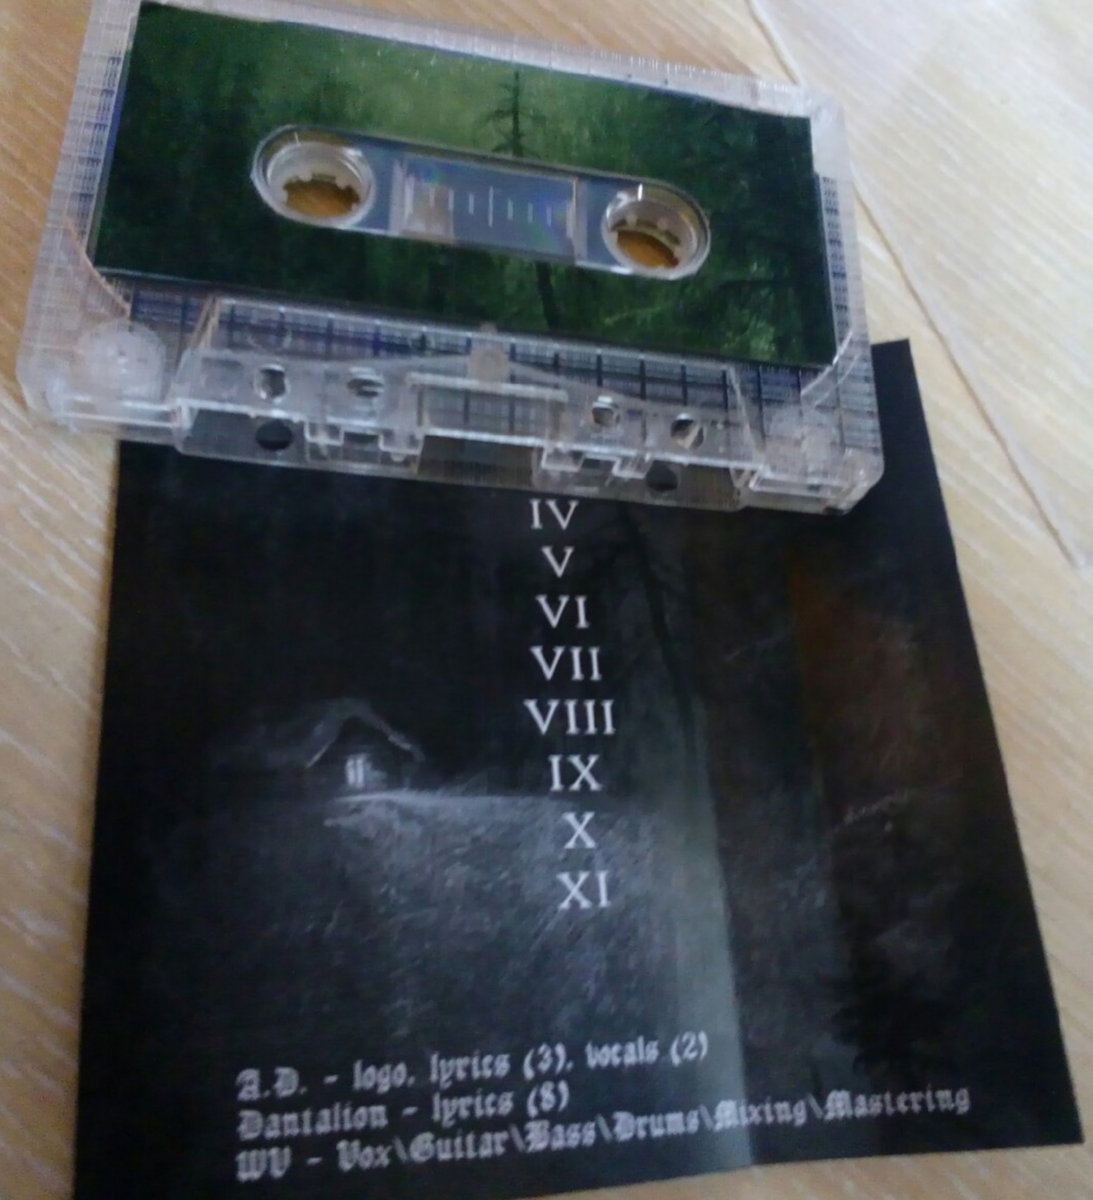 IV
V
VI
VII
VIII
IX
X
XI
A.D. - logo, lyrics (3), vocals (2)
Dantalion - lyrics (8)
WV - Vox\Guitar\Bass\Drums\Mixing\Mastering